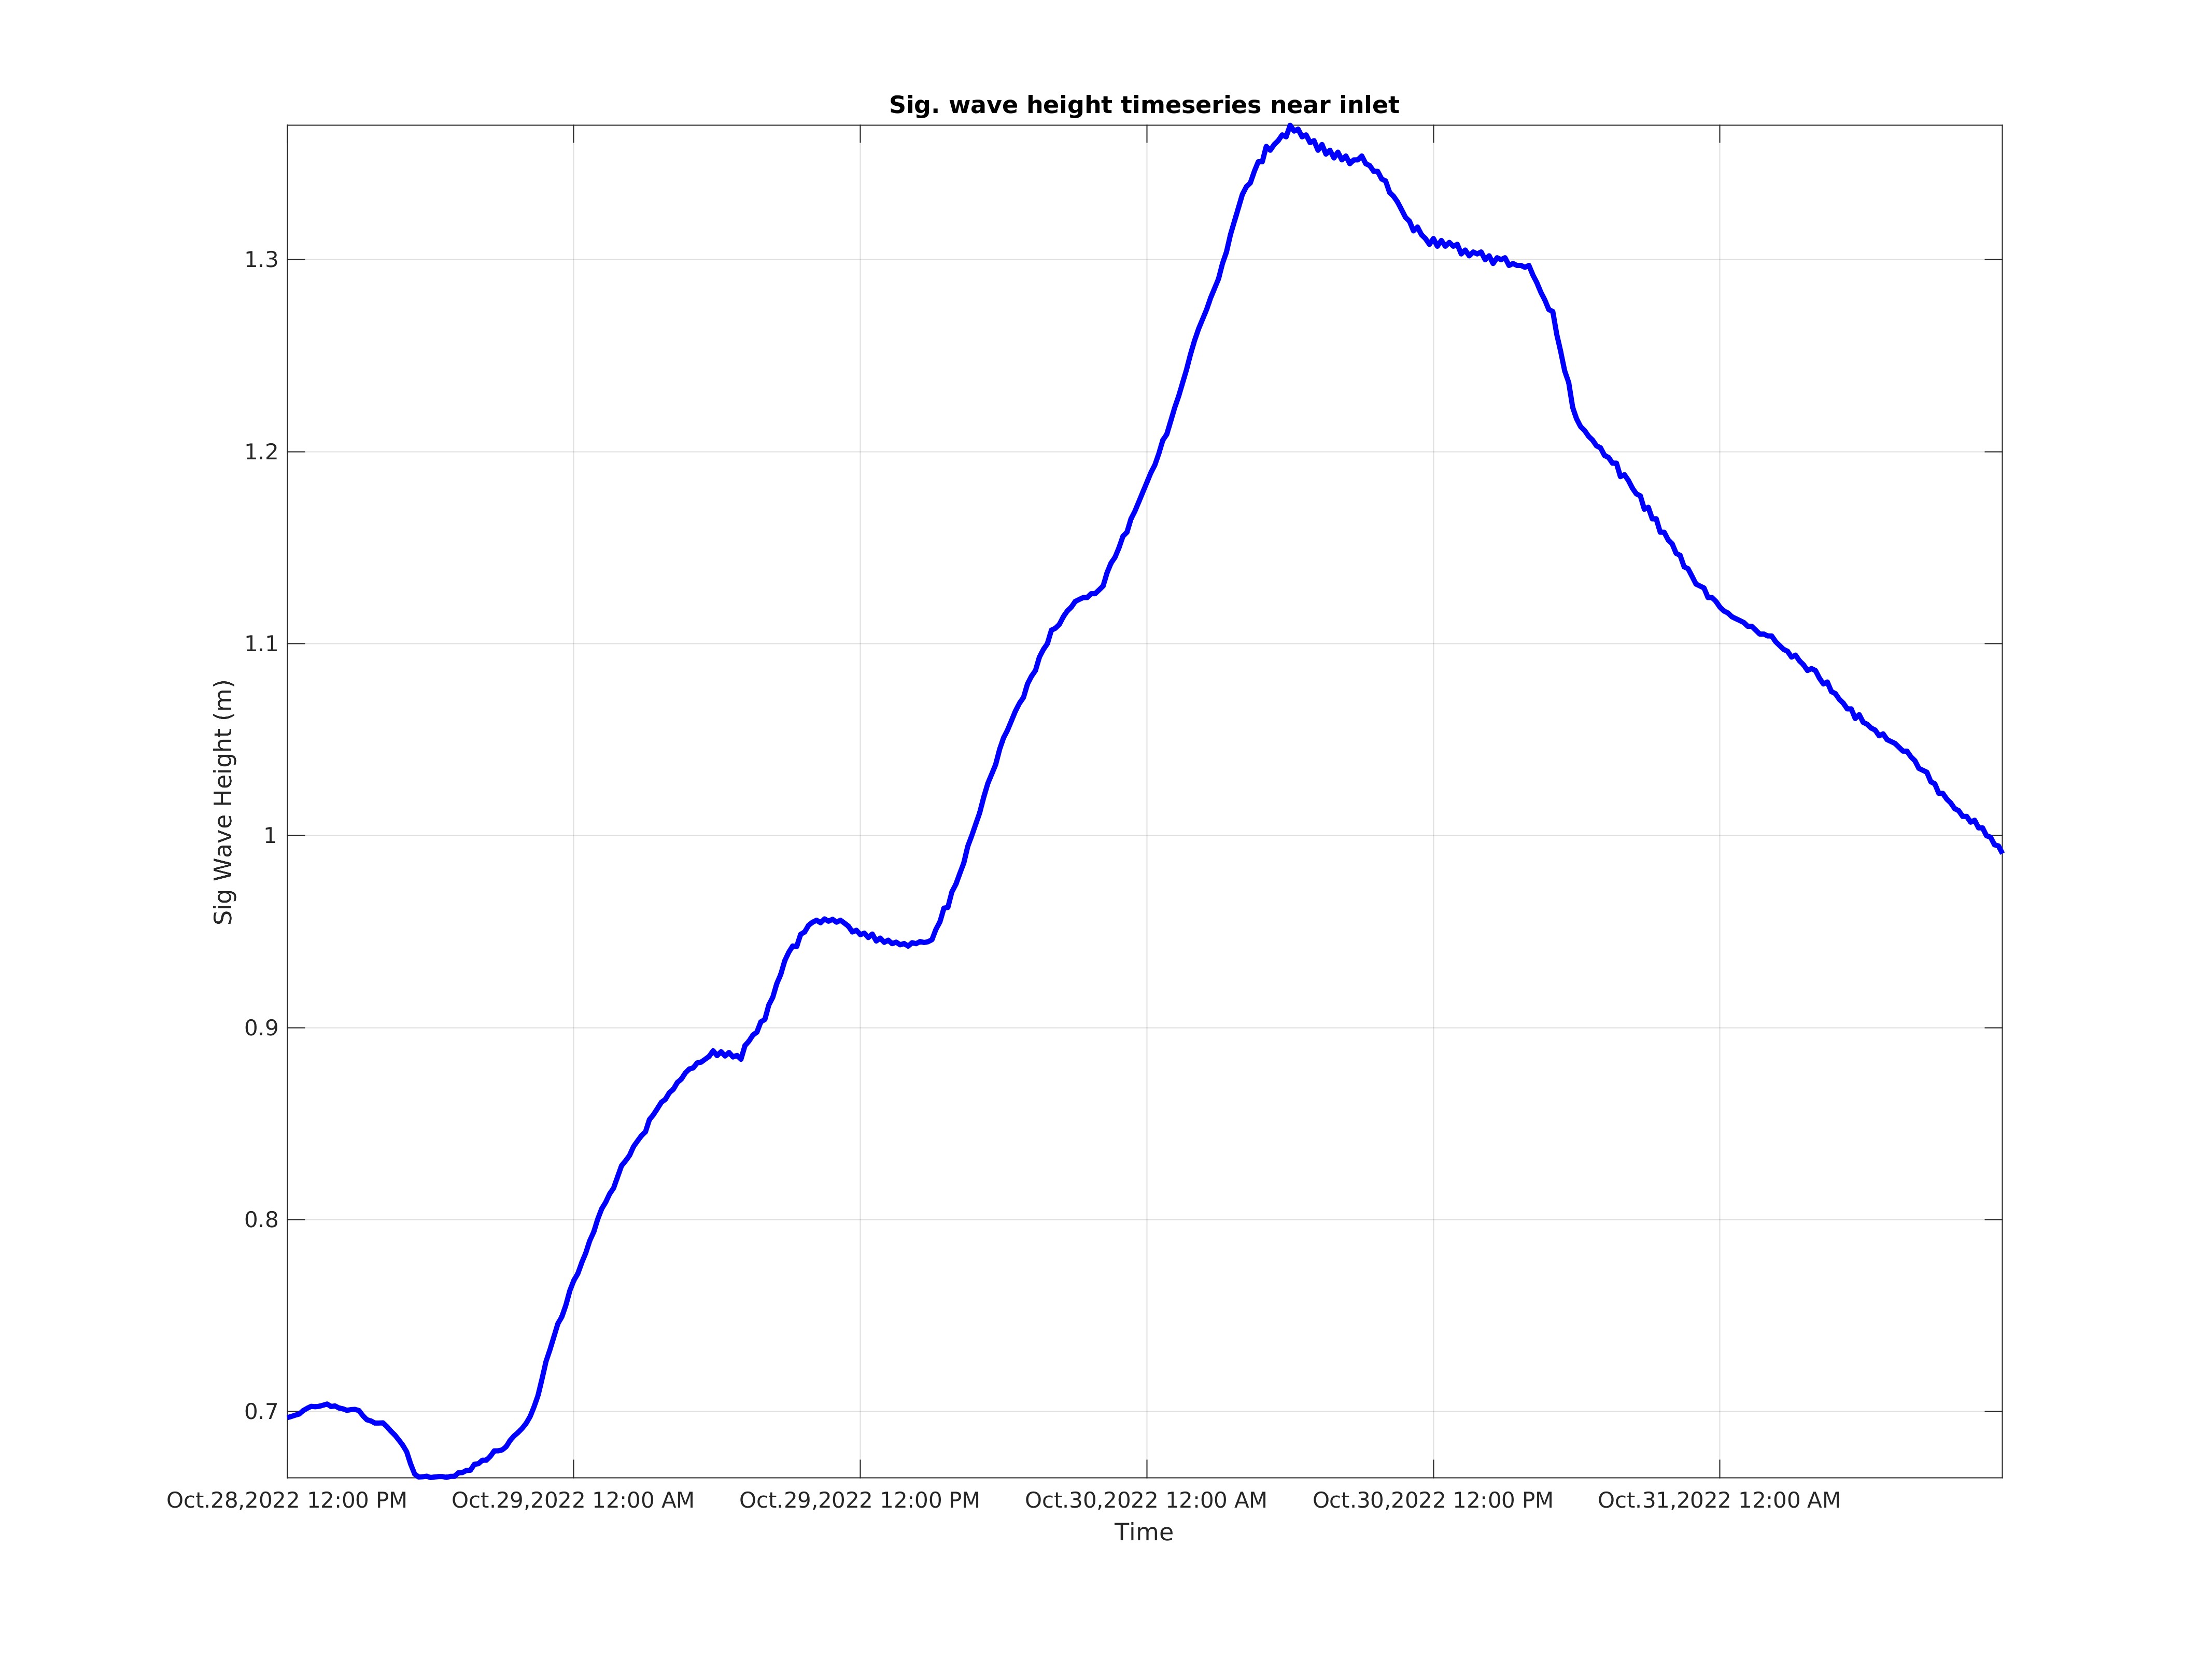 Sig. wave height timeseries near inlet
1.3
1.2
1.1
1
0.9
0.8
0.7
Sig Wave Height (m)
Oct.28,2022 12:00 PM
Oct.29,2022 12:00 AM
Oct.29,2022 12:00 PM
Oct.30,2022 12:00 AM
Oct.30,2022 12:00 PM
Oct.31,2022 12:00 AM
Time